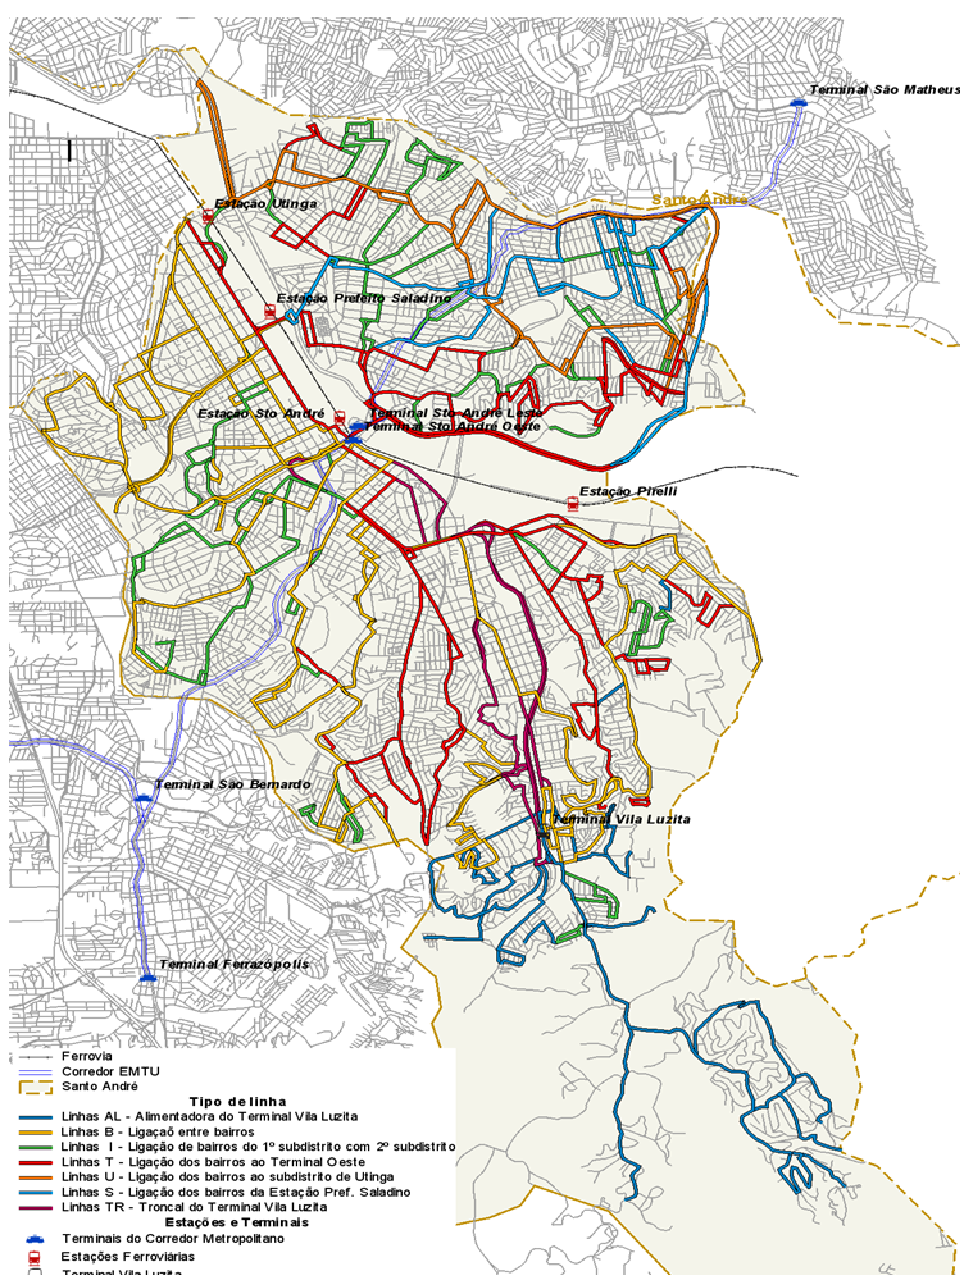 Terminal São Matheus
Santo André
Estação Utinga
Estação Prefeito Saladino
Estação Sto André
Terminal Sto André Leste
Terminal Sto André Oeste
Estação Pirelli
Terminal São Bernardo
Terminal Vila Luzita
Terminal Ferrazópolis
Ferrovia
Corredor EMTU
Santo André
Tipo de linha
Linhas AL - Alimentadora do Terminal Vila Luzita
Linhas B - Ligaçaõ entre bairros
Linhas I - Ligação de bairros do 1º subdistrito com 2º subdistrito
Linhas T - Ligação dos bairros ao Terminal Oeste
Linhas U - Ligação dos bairros ao subdistrito de Utinga
Linhas S - Ligação dos bairros da Estação Pref. Saladino
Linhas TR - Troncal do Terminal Vila Luzita
Estações e Terminais
Terminais do Corredor Metropolitano
Estações Ferroviárias
Terminal Vila Luzita